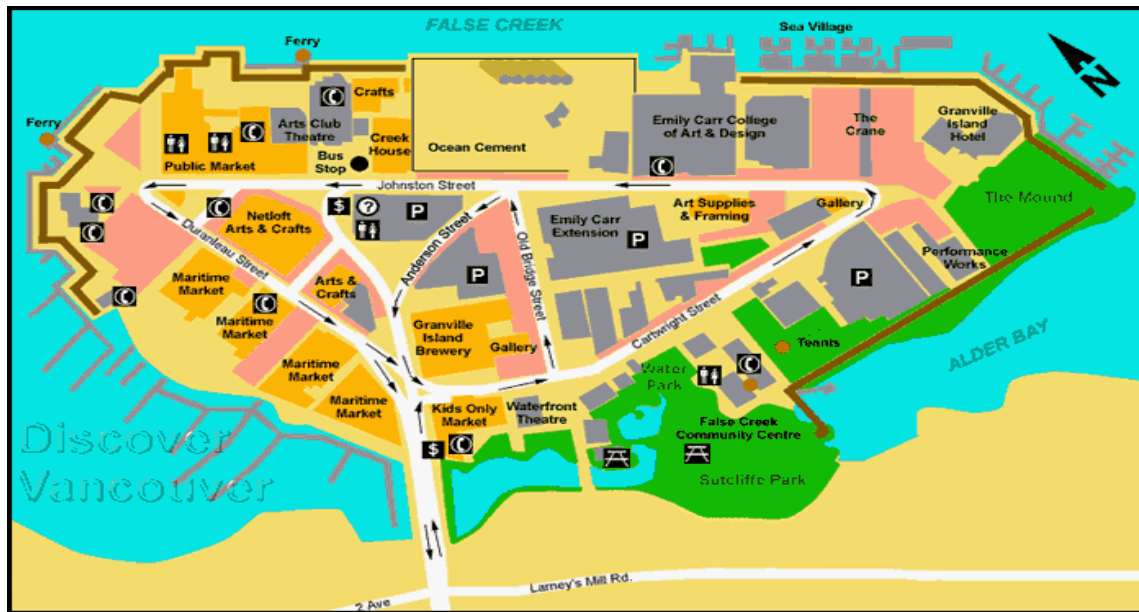 FALSE CREEK
Sea Village
Ferry
N
Ferry
Crafts
Arts Club
Theatre
Creek
House
Bus
Stop
Public Market
Ocean Cement
Emily Carr College
of Art & Design
The
Crane
Granville
Island
Hotel
The Mound
Johnston Street
$
?
P
Netloft
Arts & Crafts
Duranleau Street
Anderson Street
Old Bridge Street
Emily Carr
Extension
P
Art Supplies
& Framing
Gallery
Performance
Works
P
P
Maritime
Market
Arts &
Crafts
Maritime
Market
Maritime
Market
Maritime
Market
Granville
Island
Brewery
Gallery
Cartwright Street
Tennis
ALDER BAY
Water
Park
Kids Only
Market
Waterfront
Theatre
$
False Creek
Community Centre
Sutcliffe Park
Discover
Vancouver
Lamey's Mill Rd.
2 Ave